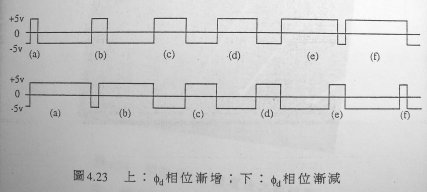 +5v
0
-5v
(a) (b) (c) (d) (e) (f)
+5v
0
-5v
(a) (b) (c) (d) (e) (f)
圖4.23 上：ϕd相位漸增；下：ϕd相位漸減